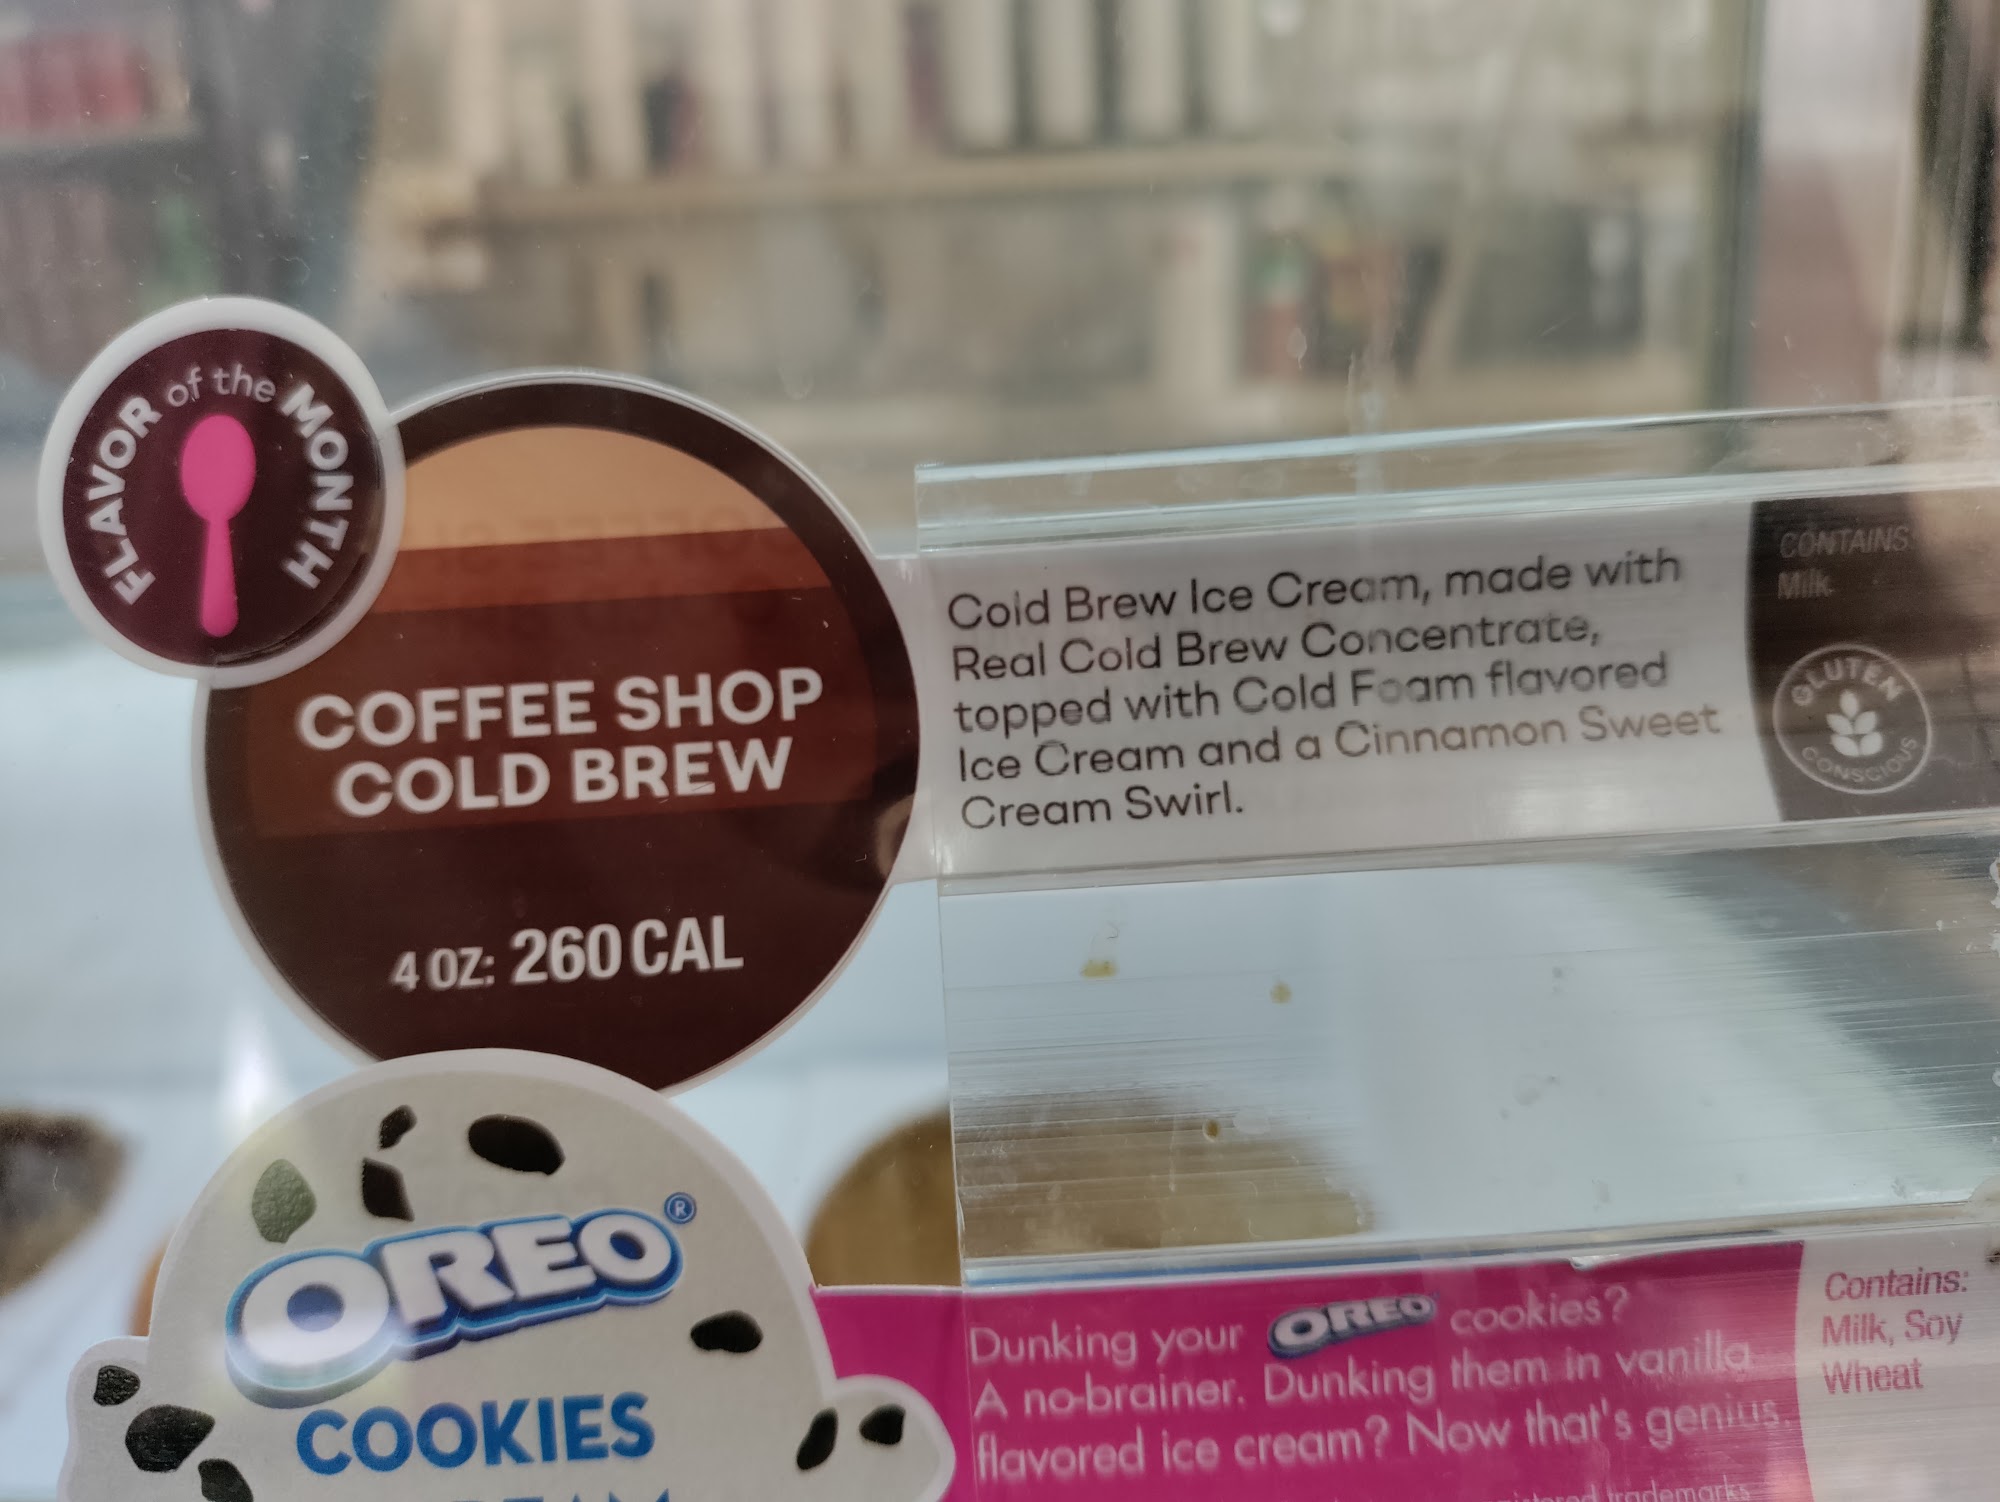 FLAVOR of the MONTH
COFFEE SHOP
COLD BREW
4 OZ: 260 CAL
Cold Brew Ice Cream, made with
Real Cold Brew Concentrate,
topped with Cold Foam flavored
Ice Cream and a Cinnamon Sweet
Cream Swirl.
CONTAINS
Milk
GLUTEN
CONSCIOUS
OREO®
COOKIES
Dunking your OREO cookies?
A no-brainer. Dunking them in vanilla
flavored ice cream? Now that's genius.
trademarks
Contains:
Milk, Soy
Wheat